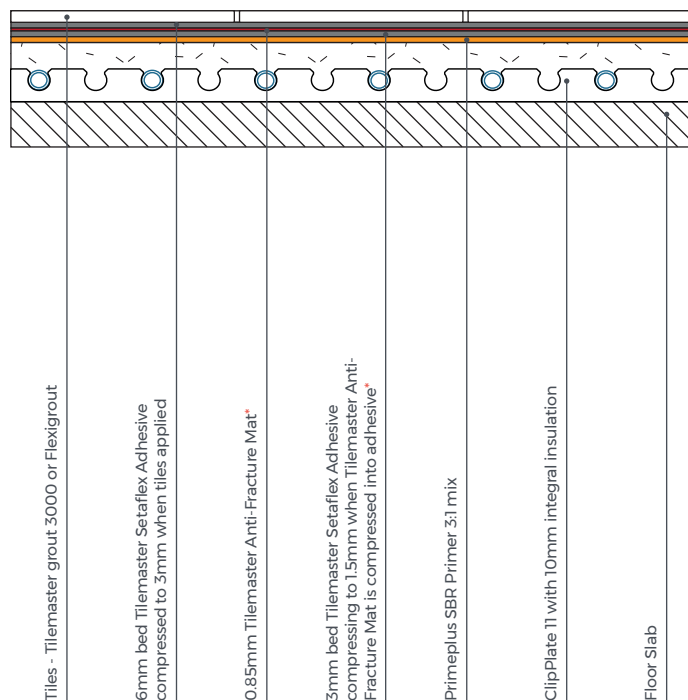 Tiles - Tilemaster grout 3000 or Flexigrout
6mm bed Tilemaster Setaflex Adhesive
compressed to 3mm when tiles applied
0.85mm Tilemaster Anti-Fracture Mat*
3mm bed Tilemaster Setaflex Adhesive
compressing to 1.5mm when Tilemaster Anti-
Fracture Mat is compressed into adhesive*
Primeplus SBR Primer 3:1 mix
ClipPlate 11 with 10mm integral insulation
Floor Slab